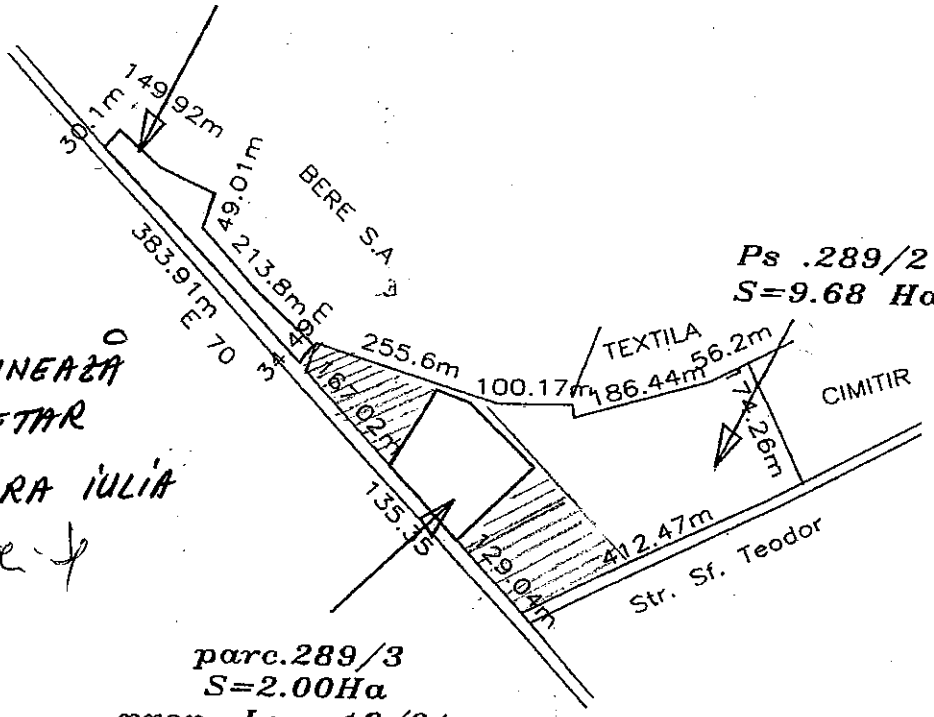 149.92m
30.1m
49.01m
BERE S.A
383.91m
213.8m
E 70
Ps .289/2
S=9.68 Ha
255.6m
TEXTILA
100.17m
186.44m
56.2m
174.26m
CIMITIR
167.02m
135.35
129.04m
412.47m
Str. Sf. Teodor
IULIA
parc.289/3
S=2.00Ha